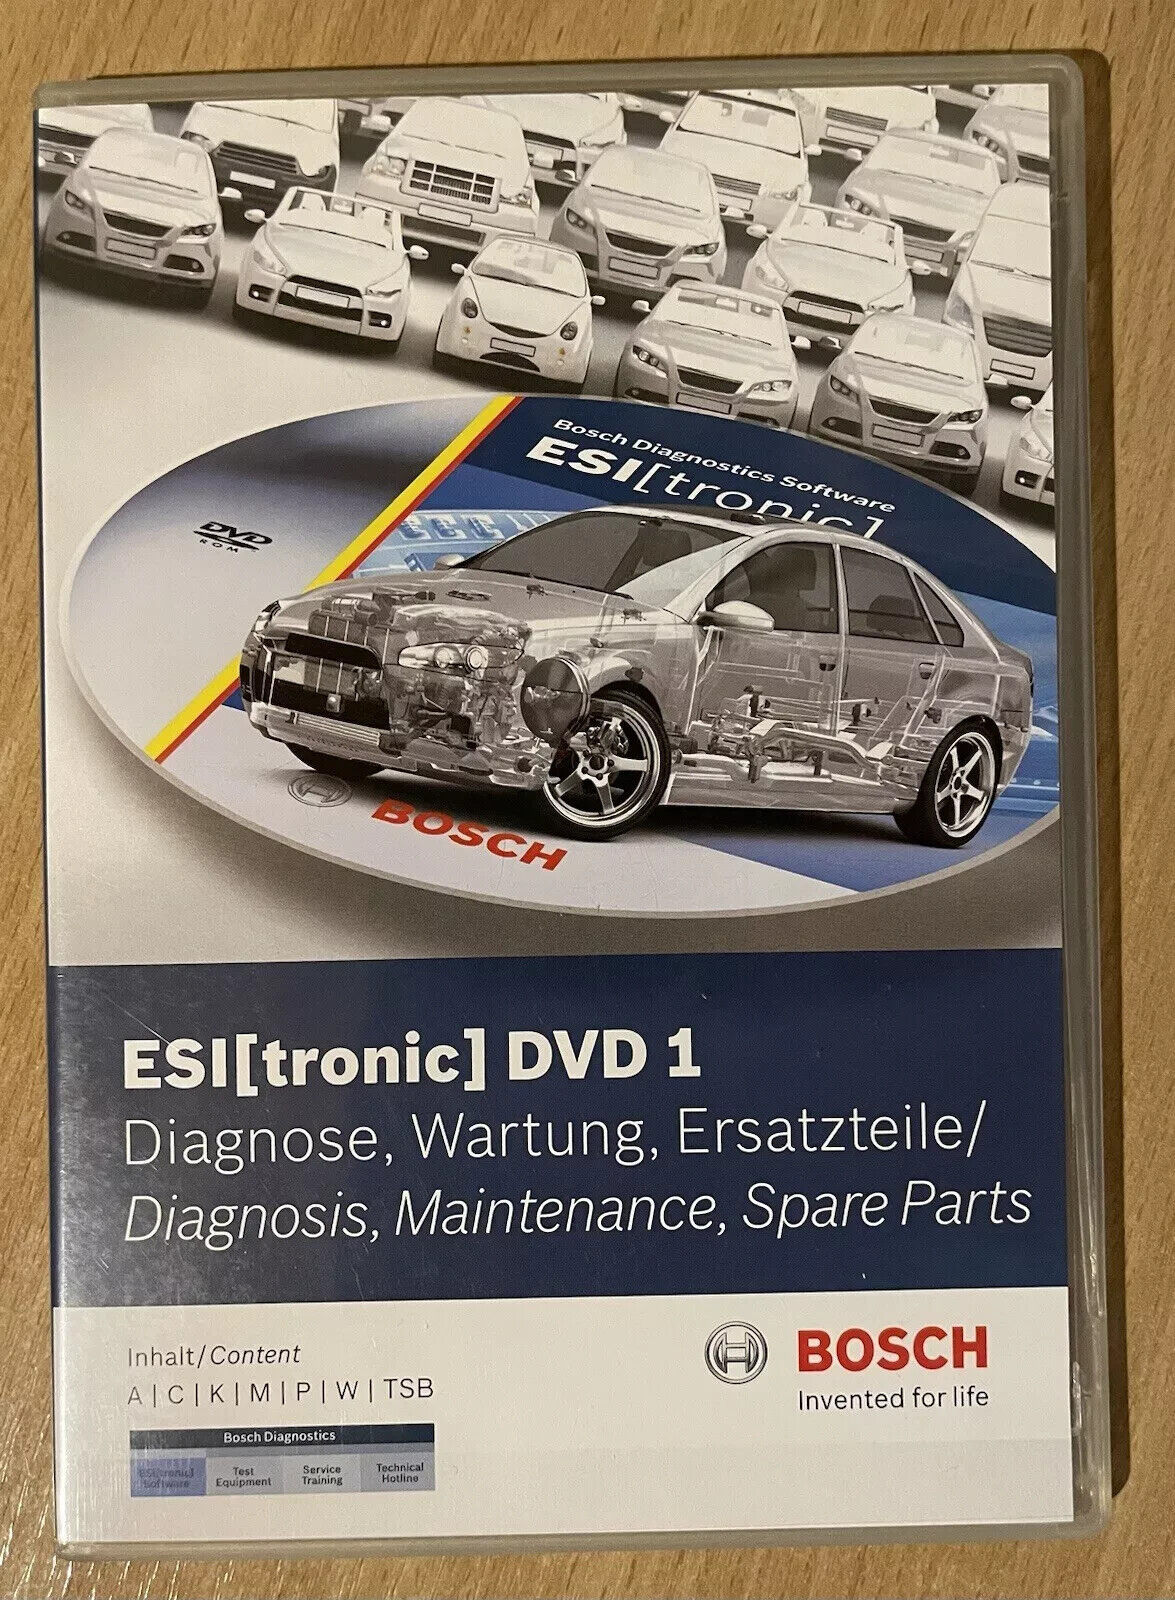 Bosch Diagnostics Software
ESI[tronic]
DVD
ROM
BOSCH
ESI[tronic] DVD 1
Diagnose, Wartung, Ersatzteile/
Diagnosis, Maintenance, Spare Parts
Inhalt/Content
A | C | K | M | P | W | TSB
BOSCH
Invented for life
Bosch Diagnostics
ESI[tronic]
Software
Test
Equipment
Service
Training
Technical
Hotline